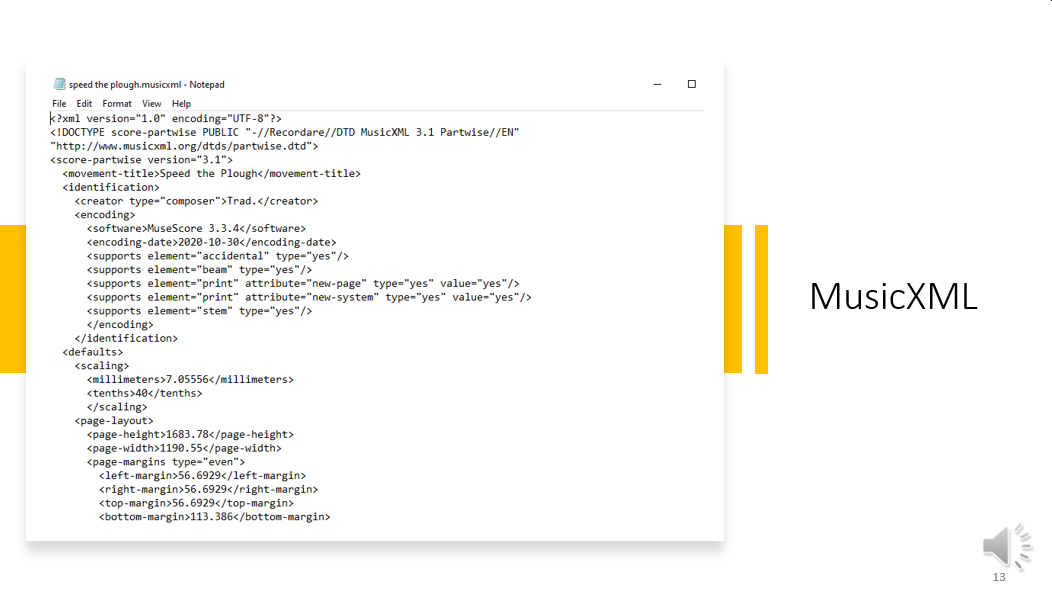 speed the plough.musicxml - Notepad
File Edit Format View Help
<?xml version="1.0" encoding="UTF-8"?>
<!DOCTYPE score-partwise PUBLIC "-//Recordare//DTD MusicXML 3.1 Partwise//EN"
"http://www.musicxml.org/dtds/partwise.dtd">
<score-partwise version="3.1">
  <movement-title>Speed the Plough</movement-title>
  <identification>
    <creator type="composer">Trad.</creator>
    <encoding>
      <software>MuseScore 3.3.4</software>
      <encoding-date>2020-10-30</encoding-date>
      <supports element="accidental" type="yes"/>
      <supports element="beam" type="yes"/>
      <supports element="print" attribute="new-page" type="yes" value="yes"/>
      <supports element="print" attribute="new-system" type="yes" value="yes"/>
      <supports element="stem" type="yes"/>
      </encoding>
    </identification>
  <defaults>
    <scaling>
      <millimeters>7.05556</millimeters>
      <tenths>40</tenths>
      </scaling>
    <page-layout>
      <page-height>1683.78</page-height>
      <page-width>1190.55</page-width>
      <page-margins type="even">
        <left-margin>56.6929</left-margin>
        <right-margin>56.6929</right-margin>
        <top-margin>56.6929</top-margin>
        <bottom-margin>113.386</bottom-margin>
MusicXML
13